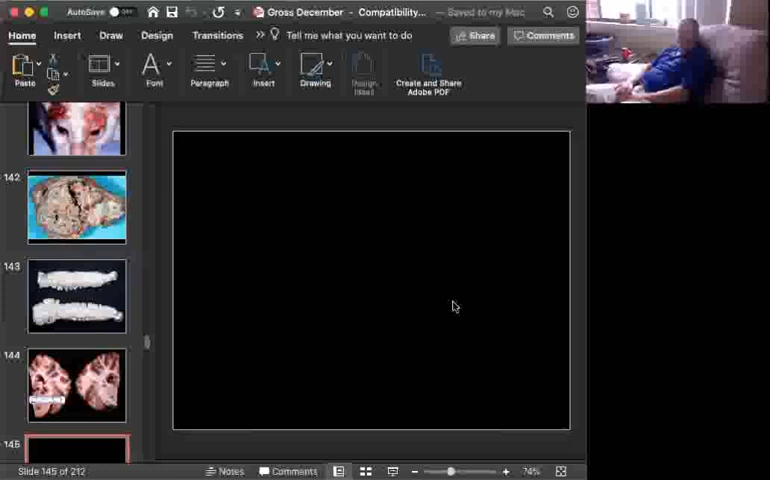 AutoSave OFF Gross December - Compatibility... — Saved to my Mac
Home Insert Draw Design Transitions Tell me what you want to do Share Comments
Paste Slides Font Paragraph Insert Drawing Design Ideas Create and Share Adobe PDF
142
143
144
145
Slide 145 of 212 Notes Comments 74%